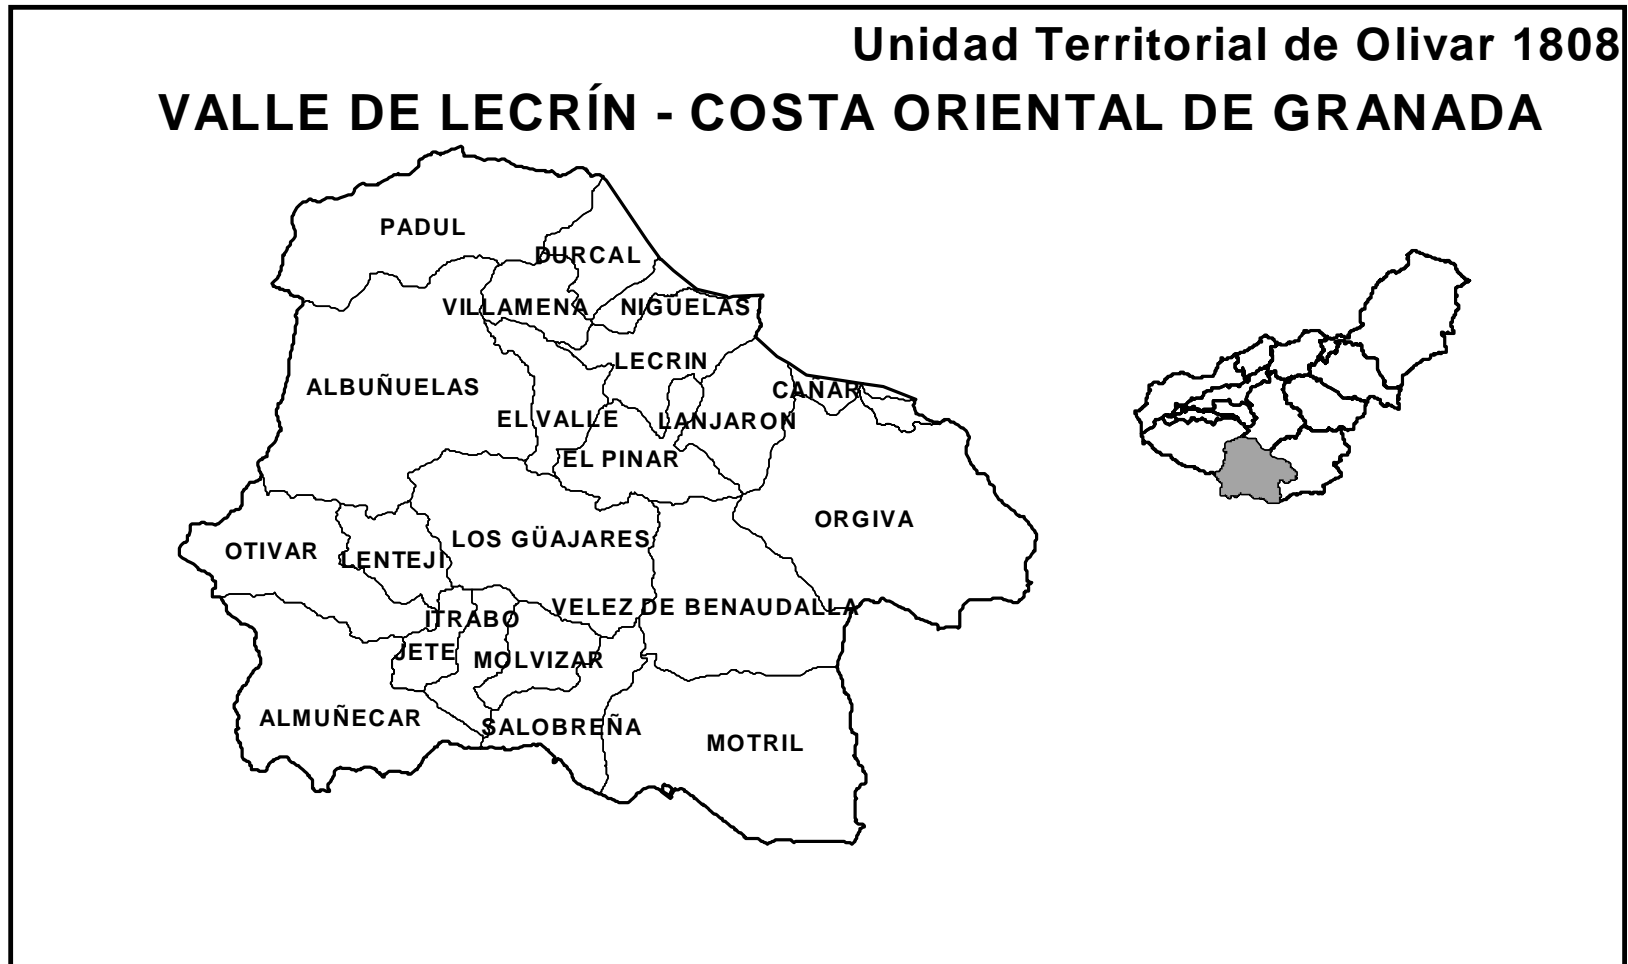 Unidad Territorial de Olivar 1808
VALLE DE LECRÍN - COSTA ORIENTAL DE GRANADA
PADUL
DURCAL
VILLAMENA
NIGÜELAS
LECRIN
ALBUÑUELAS
CAÑAR
EL VALLE
LANJARON
EL PINAR
ORGIVA
LOS GÜAJARES
OTIVAR
LENTEJI
VELEZ DE BENAUDALLA
ITRABO
JETE
MOLVIZAR
ALMUÑECAR
SALOBREÑA
MOTRIL